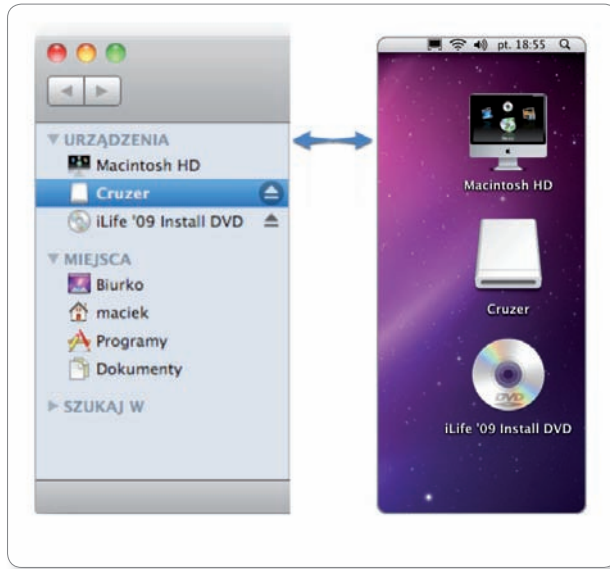 URZĄDZENIA
Macintosh HD
Cruzer
iLife '09 Install DVD
MIEJSCA
Biurko
maciek
Programy
Dokumenty
SZUKAJ W
pt. 18:55
Macintosh HD
Cruzer
DVD
iLife '09 Install DVD